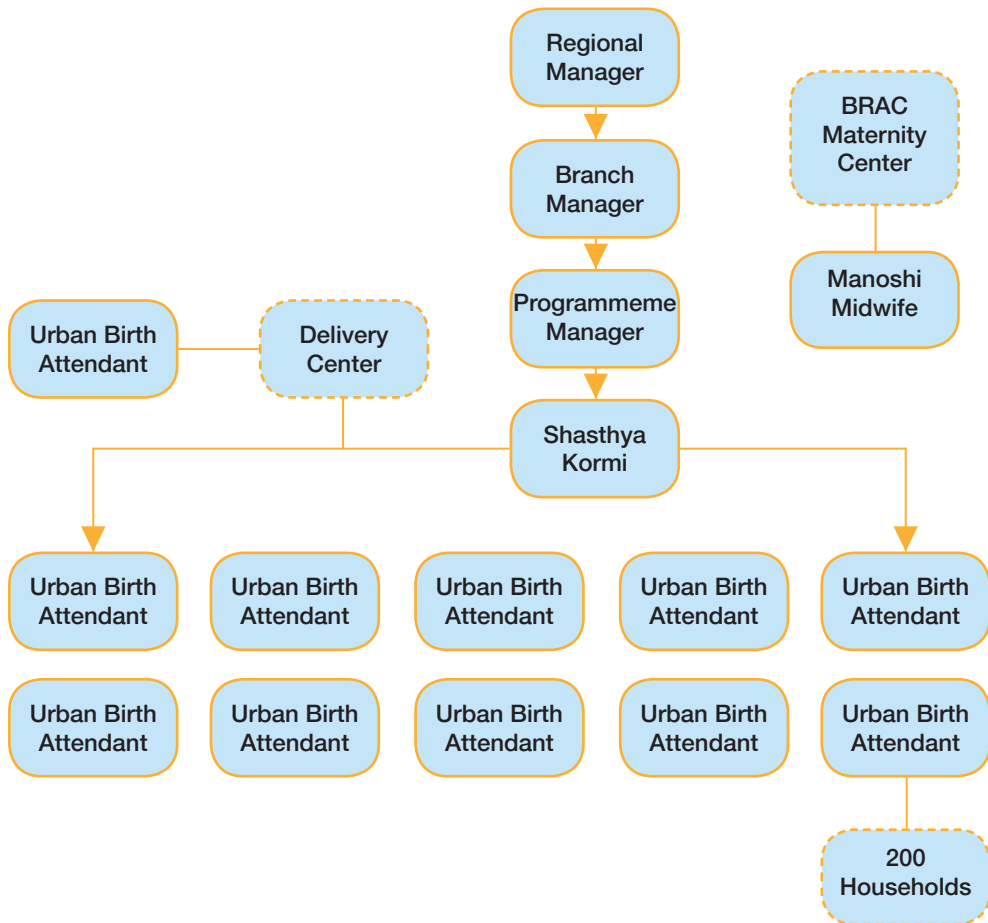 Regional
Manager
BRAC
Maternity
Center
Branch
Manager
Manoshi
Midwife
Programmeme
Manager
Urban Birth
Attendant
Delivery
Center
Shasthya
Kormi
Urban Birth
Attendant
Urban Birth
Attendant
Urban Birth
Attendant
Urban Birth
Attendant
Urban Birth
Attendant
Urban Birth
Attendant
Urban Birth
Attendant
Urban Birth
Attendant
Urban Birth
Attendant
Urban Birth
Attendant
200
Households